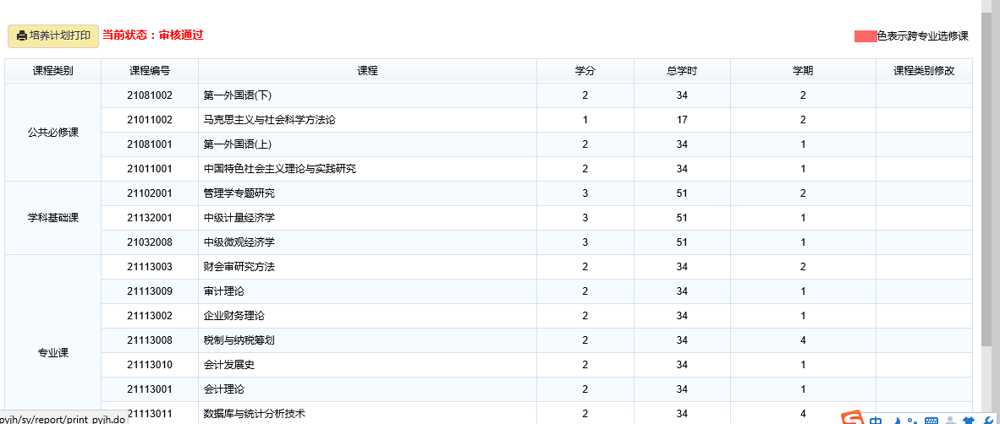 培养计划打印 当前状态：审核通过 色表示跨专业选修课
课程类别 课程编号 课程 学分 总学时 学期 课程类别修改
公共必修课
21081002 第一外国语(下) 2 34 2
21011002 马克思主义与社会科学方法论 1 17 2
21081001 第一外国语(上) 2 34 1
21011001 中国特色社会主义理论与实践研究 2 34 1
学科基础课
21102001 管理学专题研究 3 51 2
21132001 中级计量经济学 3 51 1
21032008 中级微观经济学 3 51 1
专业课
21113003 财会审研究方法 2 34 2
21113009 审计理论 2 34 1
21113002 企业财务理论 2 34 1
21113008 税制与纳税筹划 2 34 4
21113010 会计发展史 2 34 1
21113001 会计理论 2 34 1
21113011 数据库与统计分析技术 2 34 4
pyjh/sy/report/print_pyjh.do
中